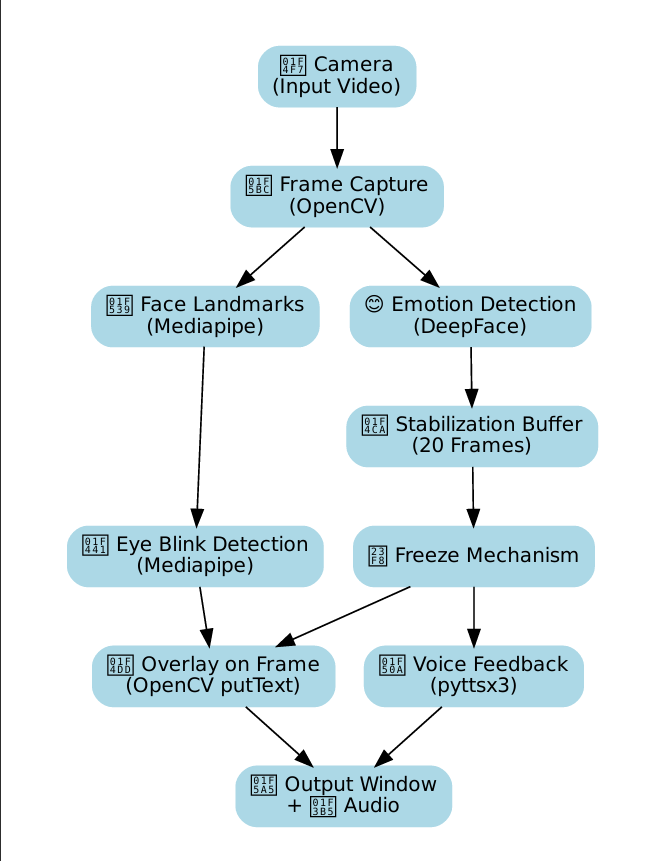 Camera
(Input Video)
Frame Capture
(OpenCV)
Face Landmarks
(Mediapipe)
😊 Emotion Detection
(DeepFace)
Stabilization Buffer
(20 Frames)
Eye Blink Detection
(Mediapipe)
Freeze Mechanism
Overlay on Frame
(OpenCV putText)
Voice Feedback
(pyttsx3)
Output Window
+ Audio